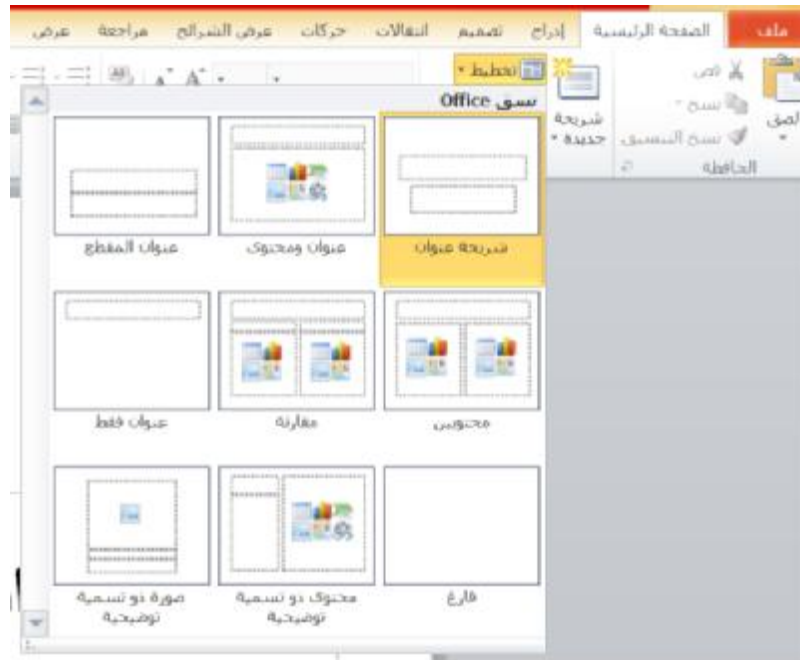 ملف الصفحة الرئيسية إدراج تصميم انتقالات حركات عرض الشرائح مراجعة عرض
لصق
قص
نسخ
نسخ التنسيق
الحافظة
شريحة
جديدة
تخطيط
نسق Office
شريحة عنوان
عنوان ومحتوى
عنوان المقطع
محتويين
مقارنة
عنوان فقط
فارغ
محتوى ذو تسمية
توضيحية
صورة ذو تسمية
توضيحية